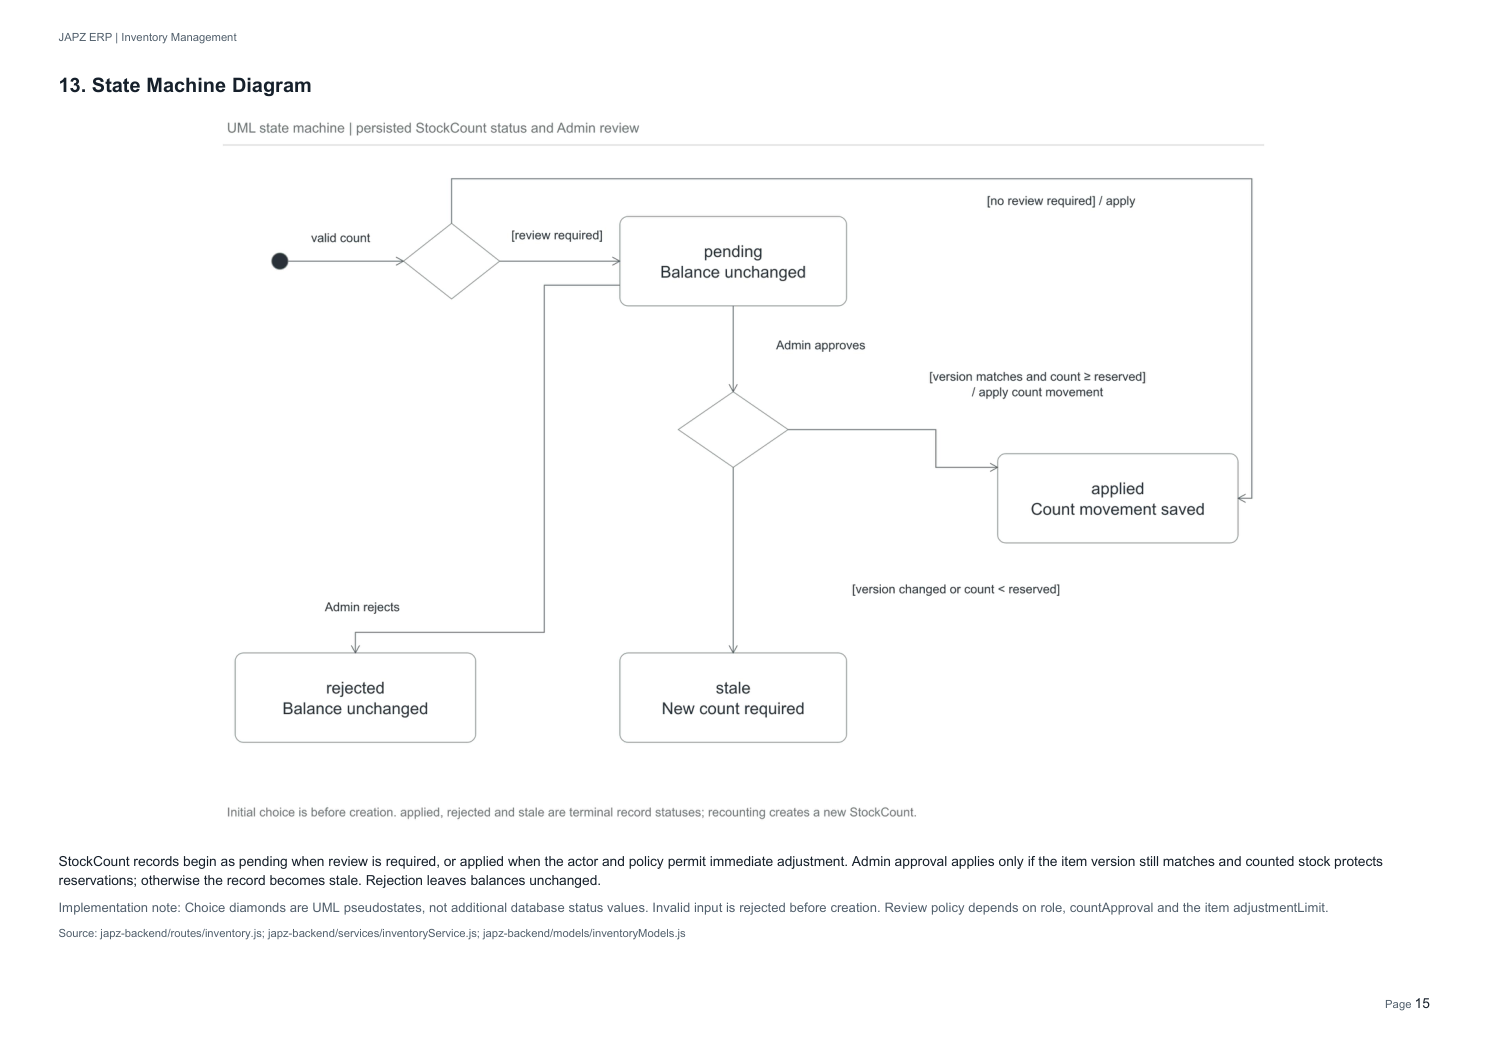 JAPZ ERP | Inventory Management
13. State Machine Diagram
UML state machine | persisted StockCount status and Admin review
[no review required] / apply
valid count
[review required]
pending
Balance unchanged
Admin approves
[version matches and count ≥ reserved]
/ apply count movement
applied
Count movement saved
[version changed or count < reserved]
Admin rejects
rejected
Balance unchanged
stale
New count required
Initial choice is before creation. applied, rejected and stale are terminal record statuses; recounting creates a new StockCount.
StockCount records begin as pending when review is required, or applied when the actor and policy permit immediate adjustment. Admin approval applies only if the item version still matches and counted stock protects
reservations; otherwise the record becomes stale. Rejection leaves balances unchanged.
Implementation note: Choice diamonds are UML pseudostates, not additional database status values. Invalid input is rejected before creation. Review policy depends on role, countApproval and the item adjustmentLimit.
Source: japz-backend/routes/inventory.js; japz-backend/services/inventoryService.js; japz-backend/models/inventoryModels.js
Page 15